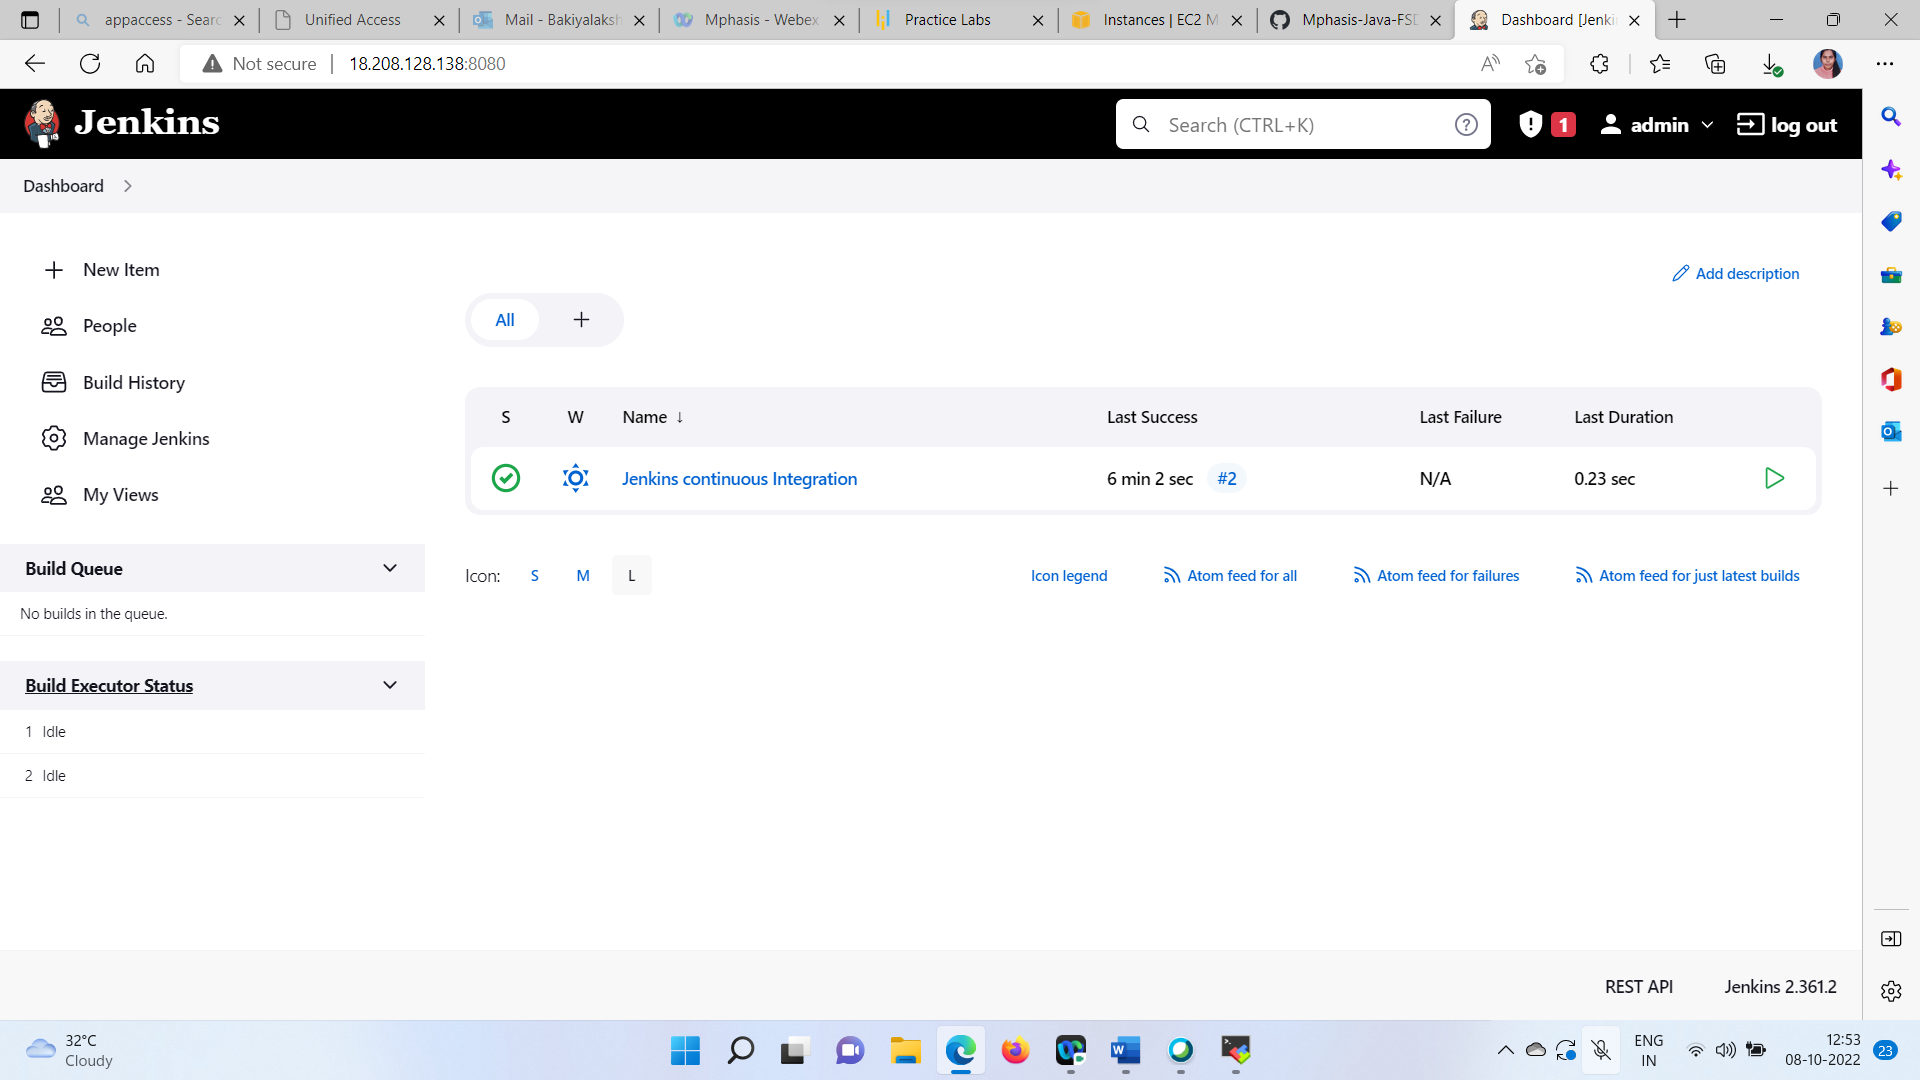 appaccess - Searc
Unified Access
Mail - Bakiyalaksh
Mphasis - Webex
Practice Labs
Instances | EC2 M
Mphasis-Java-FSD
Dashboard [Jenki
Not secure
18.208.128.138:8080
Jenkins
Search (CTRL+K)
1
admin
log out
Dashboard
New Item
People
Build History
Manage Jenkins
My Views
Build Queue
No builds in the queue.
Build Executor Status
1 Idle
2 Idle
Add description
All
S W Name ↓ Last Success Last Failure Last Duration
Jenkins continuous Integration 6 min 2 sec #2 N/A 0.23 sec
Icon: S M L
Icon legend
Atom feed for all
Atom feed for failures
Atom feed for just latest builds
REST API
Jenkins 2.361.2
32°C
Cloudy
ENG
IN
12:53
08-10-2022
23